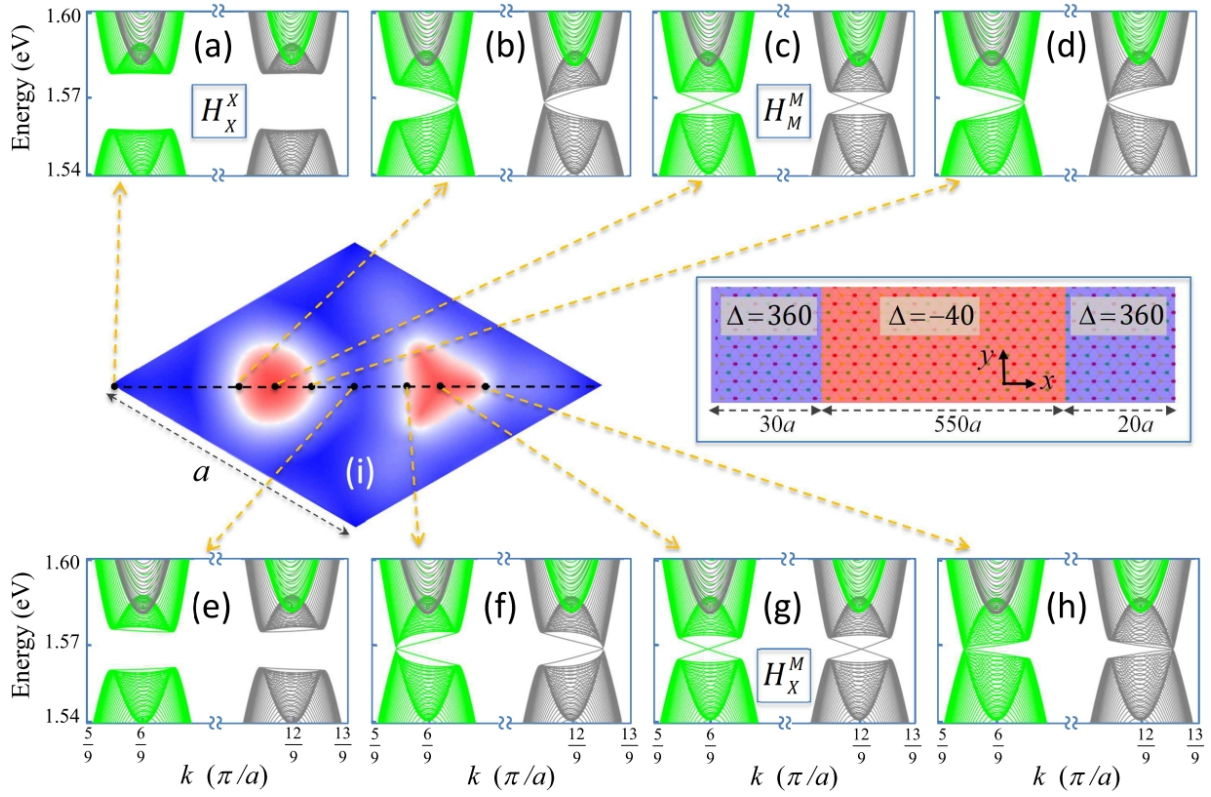 1.60
1.57
1.54
Energy (eV)
(a)
(b)
(c)
(d)
H_X^X
H_M^M
Δ=360
Δ=−40
Δ=360
y
x
30a
550a
20a
a
(i)
1.60
1.57
1.54
Energy (eV)
(e)
(f)
(g)
(h)
H_X^M
5/9 6/9 12/9 13/9
5/9 6/9 12/9 13/9
5/9 6/9 12/9 13/9
5/9 6/9 12/9 13/9
k (π/a)
k (π/a)
k (π/a)
k (π/a)